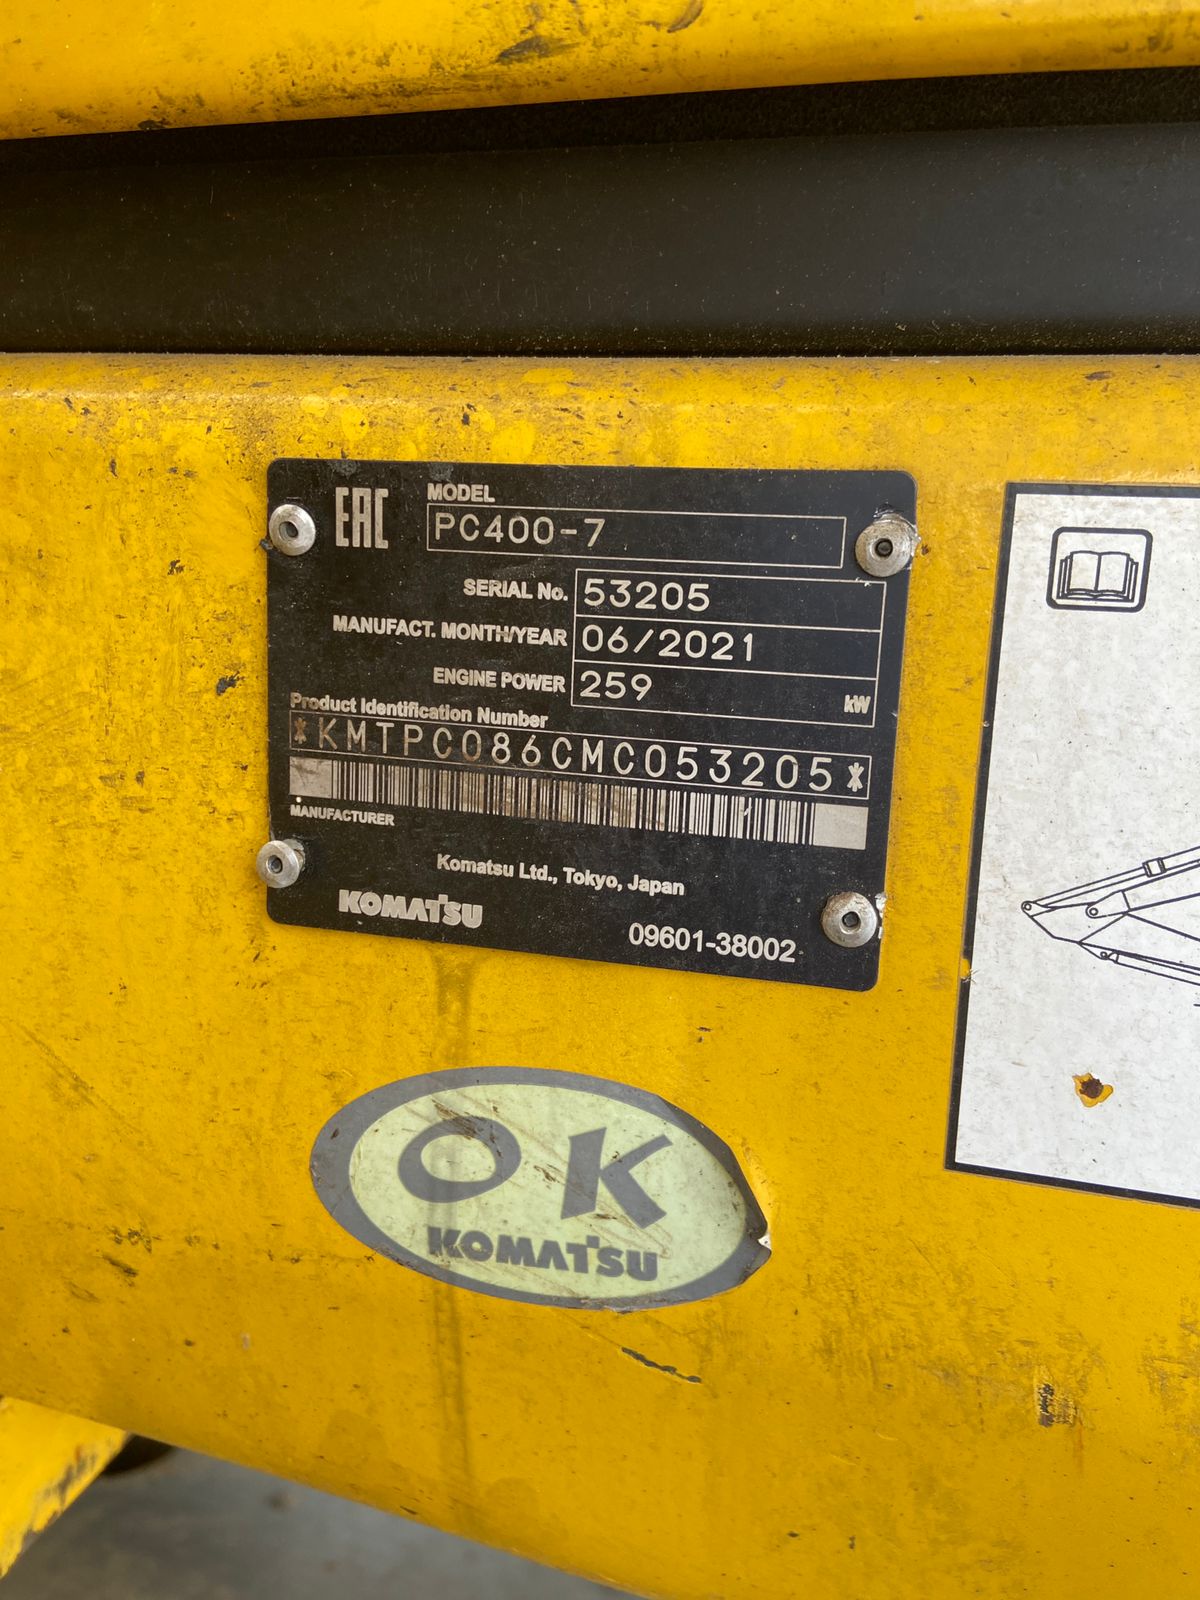 EAC
MODEL
PC400-7
SERIAL No. 53205
MANUFACT. MONTH/YEAR 06/2021
ENGINE POWER 259 kW
Product Identification Number
*KMTPC086CMC053205*
MANUFACTURER
Komatsu Ltd., Tokyo, Japan
KOMATSU
09601-38002
OK
KOMATSU